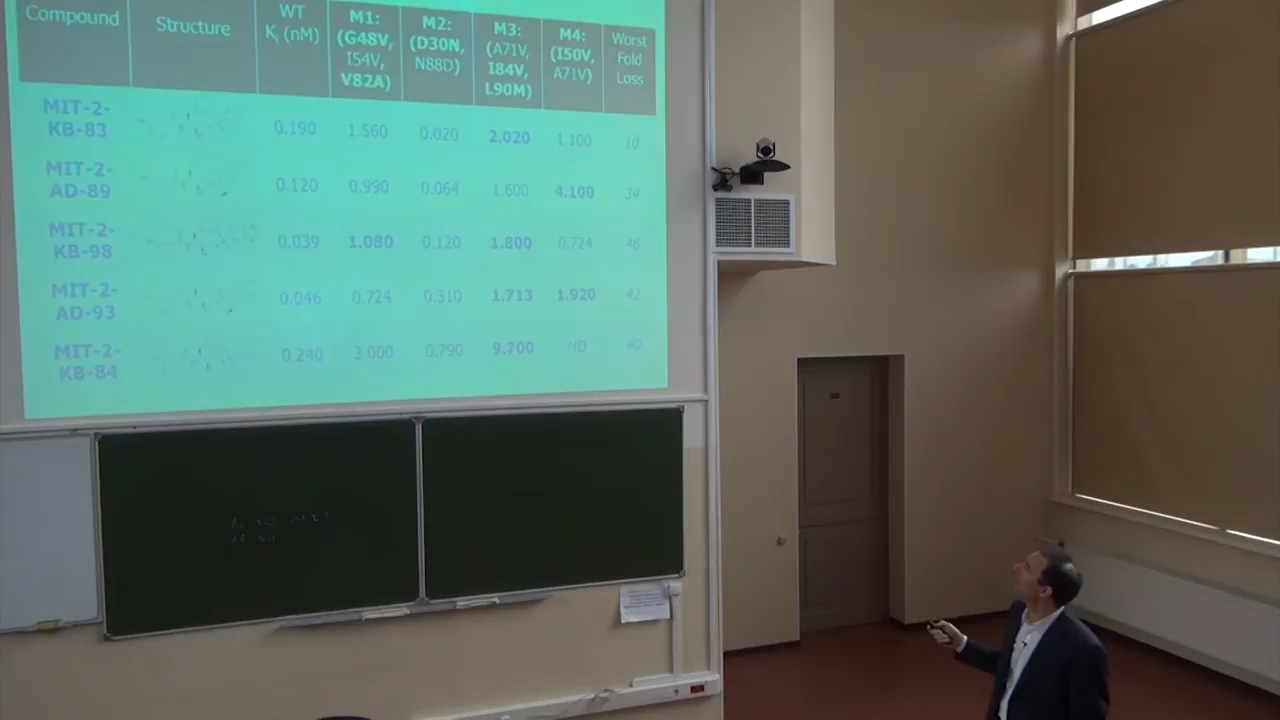 Compound Structure WT Ki (nM) M1: (G48V, I54V, V82A) M2: (D30N, N88D) M3: (A71V, I84V, L90M) M4: (I50V, A71V) Worst Fold Loss
MIT-2-KB-83 0.190 1.560 0.020 2.020 1.100 10
MIT-2-AD-89 0.120 0.990 0.064 1.600 4.100 34
MIT-2-KB-98 0.039 1.080 0.120 1.800 0.724 46
MIT-2-AD-93 0.046 0.724 0.310 1.713 1.920 42
MIT-2-KB-84 0.240 3.000 0.790 9.700 ND 40